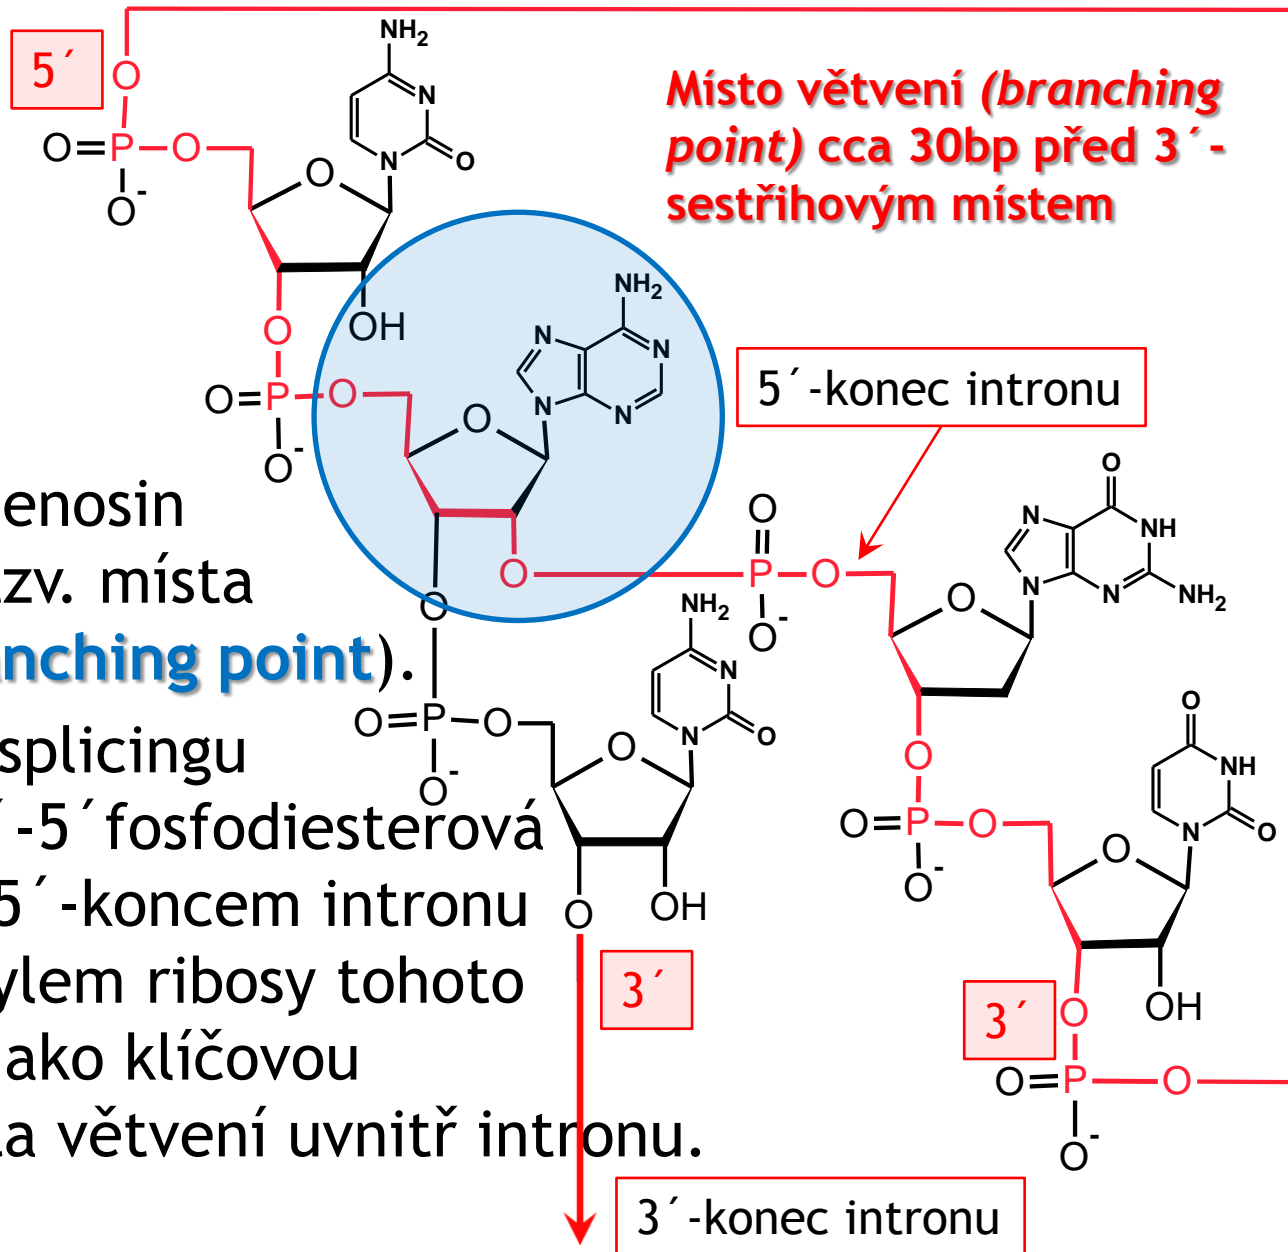 5´
NH₂
O
N
O=P-O
N
O
O
O⁻
Místo větvení (branching
point) cca 30bp před 3´-
sestřihovým místem
O
OH
NH₂
N
N
O=P-O
N
N
O
O⁻
5´-konec intronu
enosin
zv. místa
nching point).
splicingu
´-5´fosfodiesterová
5´-koncem intronu
ylem ribosy tohoto
ako klíčovou
a větvení uvnitř intronu.
O
O
O
P-O
O⁻
O
N
NH
N
N
NH₂
O
NH₂
N
O=P-O
N
O
O
O⁻
O
OH
3´
O
O
NH
O=P-O
N
O
O
O⁻
3´
O
OH
O=P-O
O⁻
3´-konec intronu